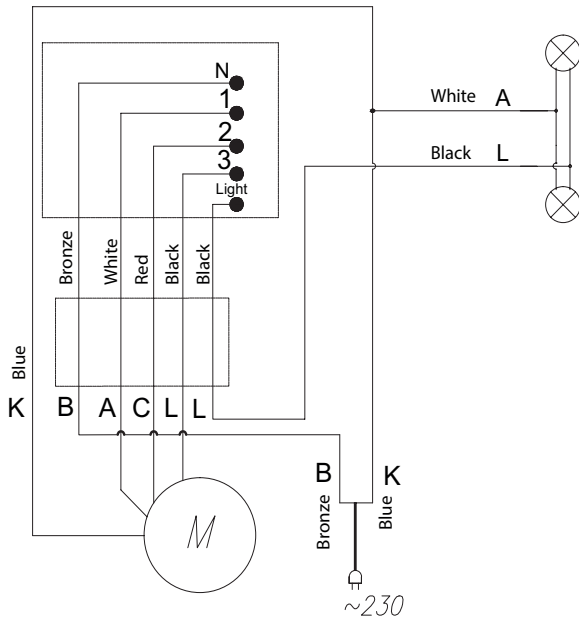 N
1
2
3
Light
White A
Black L
Bronze
White
Red
Black
Black
Blue
K
B A C L L
B
K
Bronze
Blue
M
~230